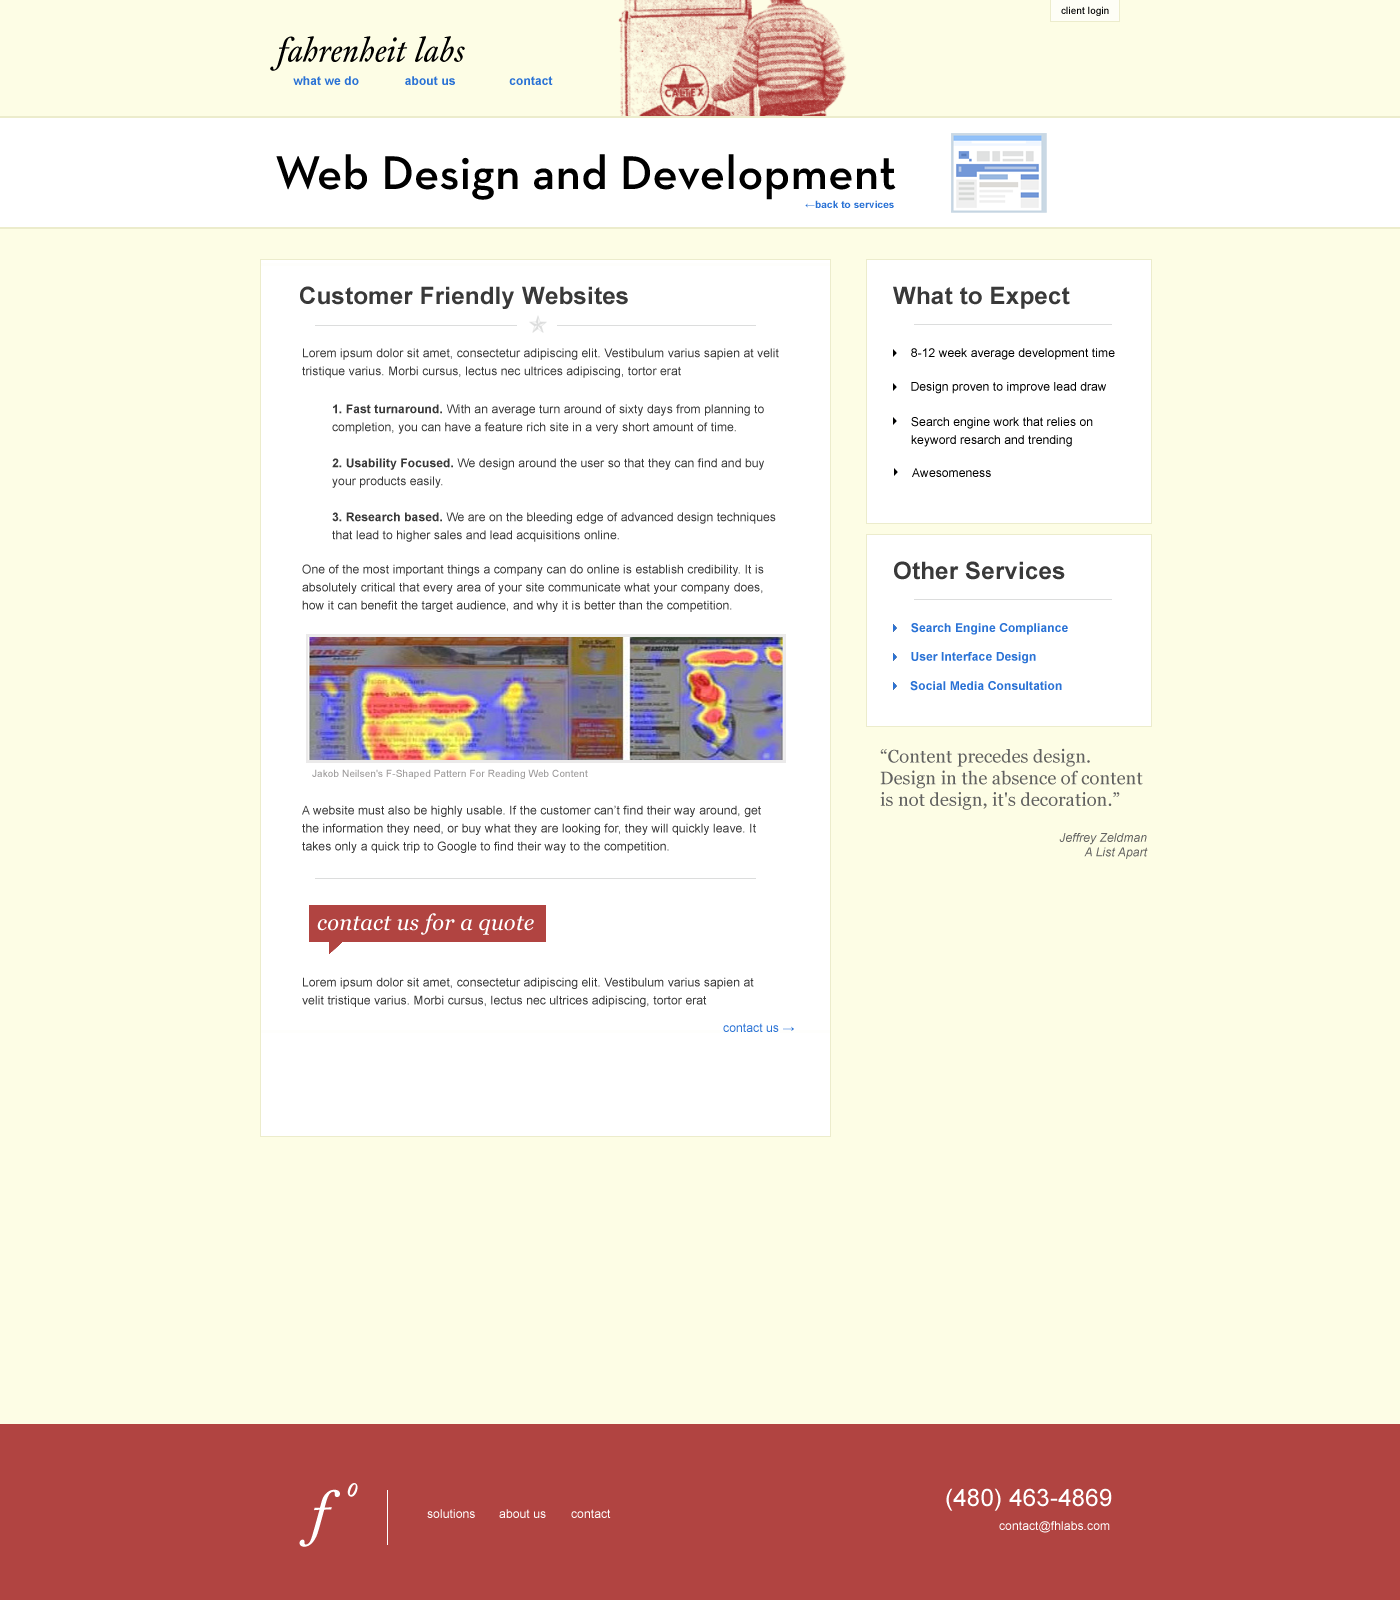 client login
fahrenheit labs
what we do about us contact
CALTEX
Web Design and Development
←back to services
Customer Friendly Websites
Lorem ipsum dolor sit amet, consectetur adipiscing elit. Vestibulum varius sapien at velit
tristique varius. Morbi cursus, lectus nec ultrices adipiscing, tortor erat
1. Fast turnaround. With an average turn around of sixty days from planning to
completion, you can have a feature rich site in a very short amount of time.
2. Usability Focused. We design around the user so that they can find and buy
your products easily.
3. Research based. We are on the bleeding edge of advanced design techniques
that lead to higher sales and lead acquisitions online.
One of the most important things a company can do online is establish credibility. It is
absolutely critical that every area of your site communicate what your company does,
how it can benefit the target audience, and why it is better than the competition.
Vision & Values
Jakob Neilsen's F-Shaped Pattern For Reading Web Content
A website must also be highly usable. If the customer can't find their way around, get
the information they need, or buy what they are looking for, they will quickly leave. It
takes only a quick trip to Google to find their way to the competition.
contact us for a quote
Lorem ipsum dolor sit amet, consectetur adipiscing elit. Vestibulum varius sapien at
velit tristique varius. Morbi cursus, lectus nec ultrices adipiscing, tortor erat
contact us →
What to Expect
8-12 week average development time
Design proven to improve lead draw
Search engine work that relies on
keyword resarch and trending
Awesomeness
Other Services
Search Engine Compliance
User Interface Design
Social Media Consultation
“Content precedes design.
Design in the absence of content
is not design, it's decoration.”
Jeffrey Zeldman
A List Apart
f 0
solutions about us contact
(480) 463-4869
contact@fhlabs.com